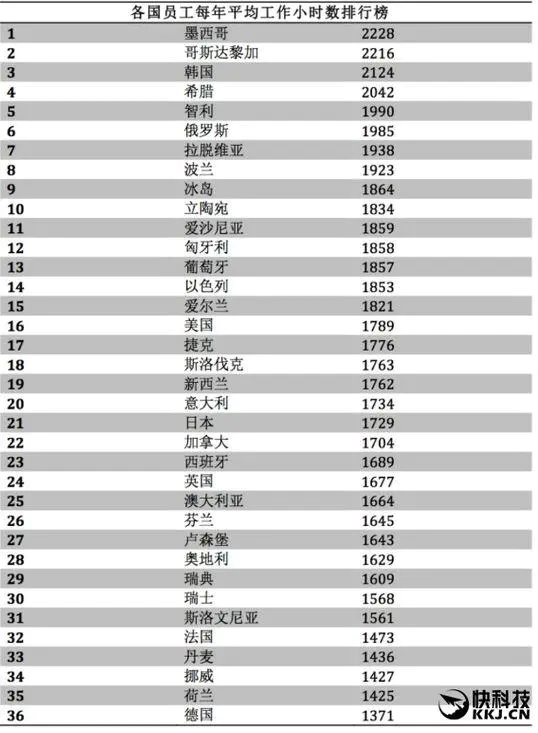 各国员工每年平均工作小时数排行榜
1 墨西哥 2228
2 哥斯达黎加 2216
3 韩国 2124
4 希腊 2042
5 智利 1990
6 俄罗斯 1985
7 拉脱维亚 1938
8 波兰 1923
9 冰岛 1864
10 立陶宛 1834
11 爱沙尼亚 1859
12 匈牙利 1858
13 葡萄牙 1857
14 以色列 1853
15 爱尔兰 1821
16 美国 1789
17 捷克 1776
18 斯洛伐克 1763
19 新西兰 1762
20 意大利 1734
21 日本 1729
22 加拿大 1704
23 西班牙 1689
24 英国 1677
25 澳大利亚 1664
26 芬兰 1645
27 卢森堡 1643
28 奥地利 1629
29 瑞典 1609
30 瑞士 1568
31 斯洛文尼亚 1561
32 法国 1473
33 丹麦 1436
34 挪威 1427
35 荷兰 1425
36 德国 1371
快科技
KKJ.CN